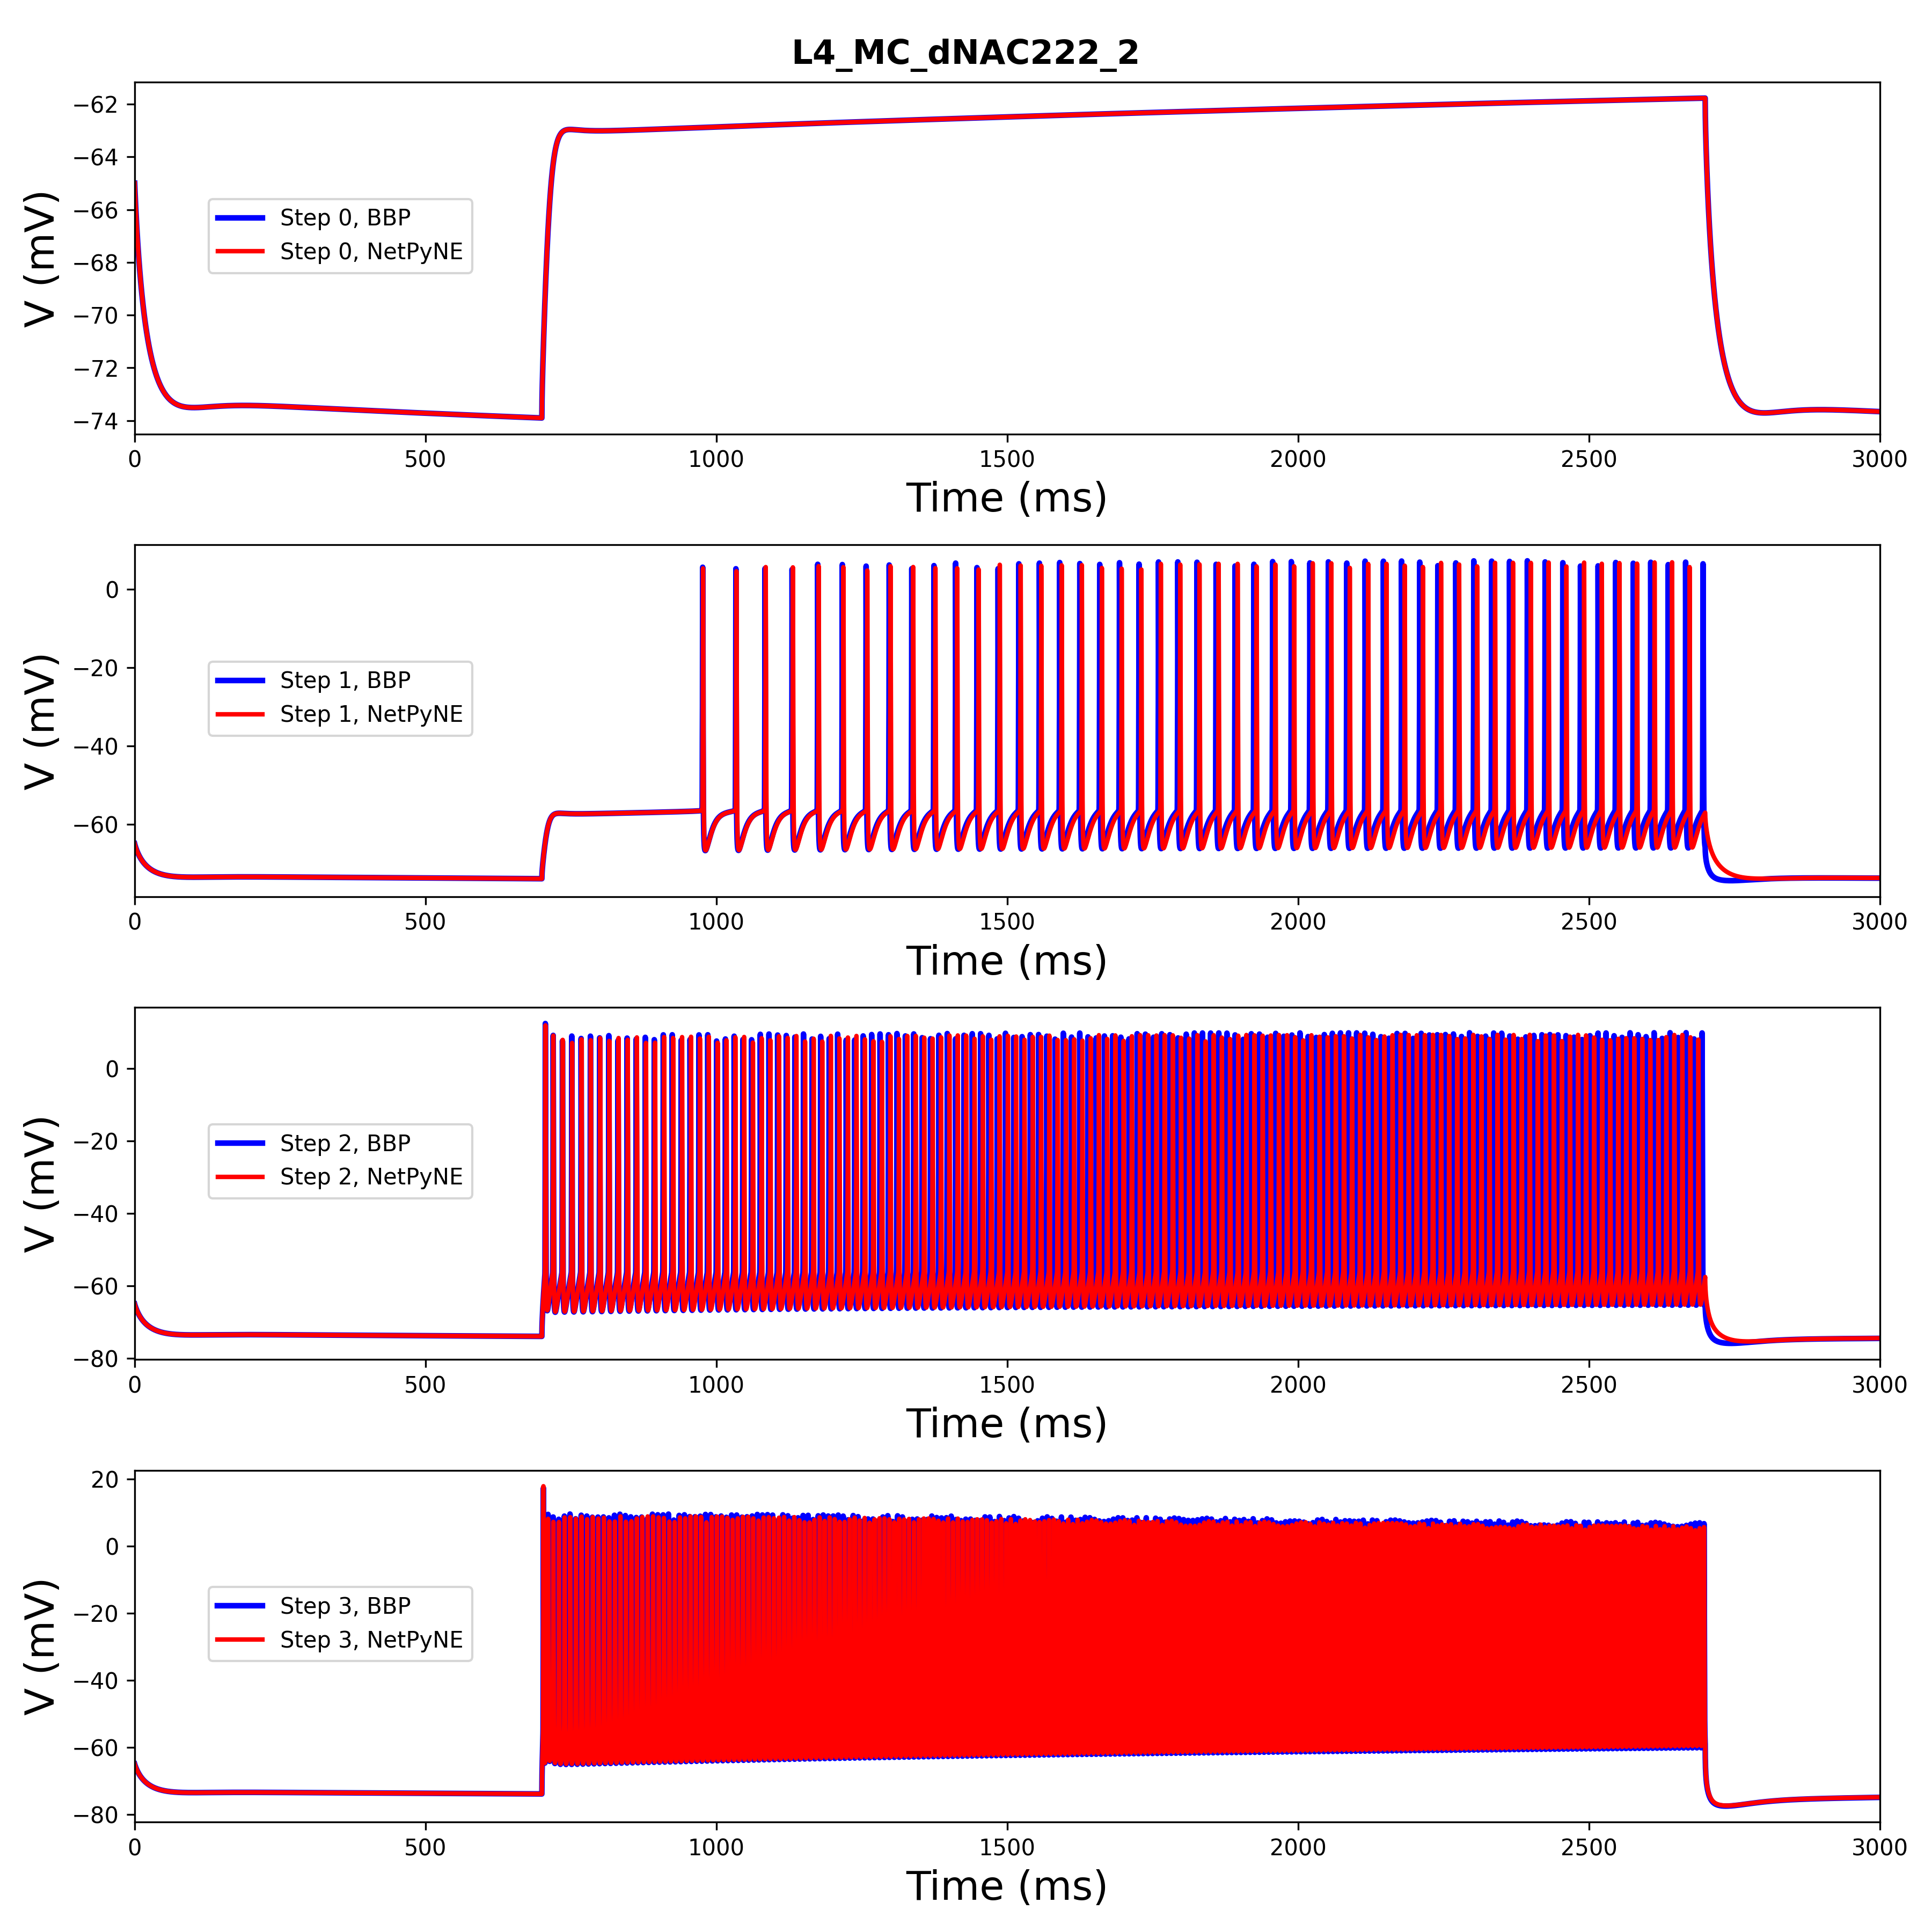 L4_MC_dNAC222_2
−62
−64
−66
−68
−70
−72
−74
V (mV)
Step 0, BBP
Step 0, NetPyNE
0 500 1000 1500 2000 2500 3000
Time (ms)
0
−20
−40
−60
V (mV)
Step 1, BBP
Step 1, NetPyNE
0 500 1000 1500 2000 2500 3000
Time (ms)
0
−20
−40
−60
−80
V (mV)
Step 2, BBP
Step 2, NetPyNE
0 500 1000 1500 2000 2500 3000
Time (ms)
20
0
−20
−40
−60
−80
V (mV)
Step 3, BBP
Step 3, NetPyNE
0 500 1000 1500 2000 2500 3000
Time (ms)